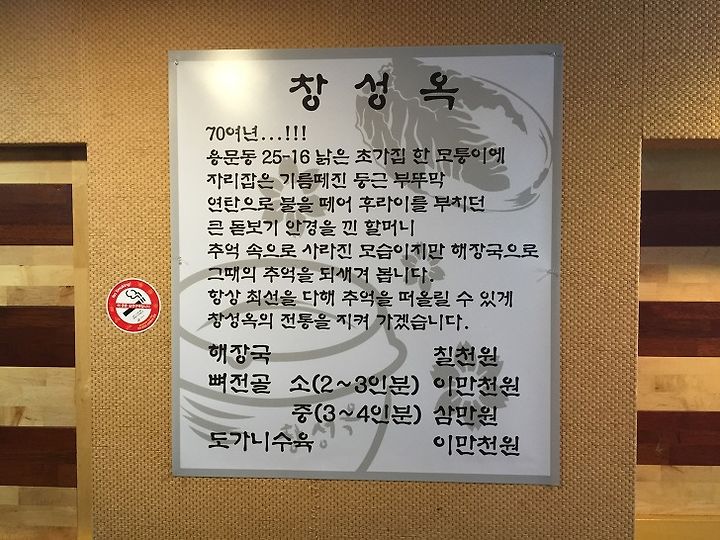 창성옥
70여년...!!!
용문동 25-16 낡은 초가집 한 모퉁이에
자리잡은 기름떼진 둥근 부뚜막
연탄으로 불을 떼어 후라이를 부치던
큰 돋보기 안경을 낀 할머니
추억 속으로 사라진 모습이지만 해장국으로
그때의 추억을 되새겨 봅니다.
항상 최선을 다해 추억을 떠올릴 수 있게
창성옥의 전통을 지켜 가겠습니다.
해장국 칠천원
뼈전골 소(2~3인분) 이만천원
중(3~4인분) 삼만원
도가니수육 이만천원
창성옥
No Smoking!